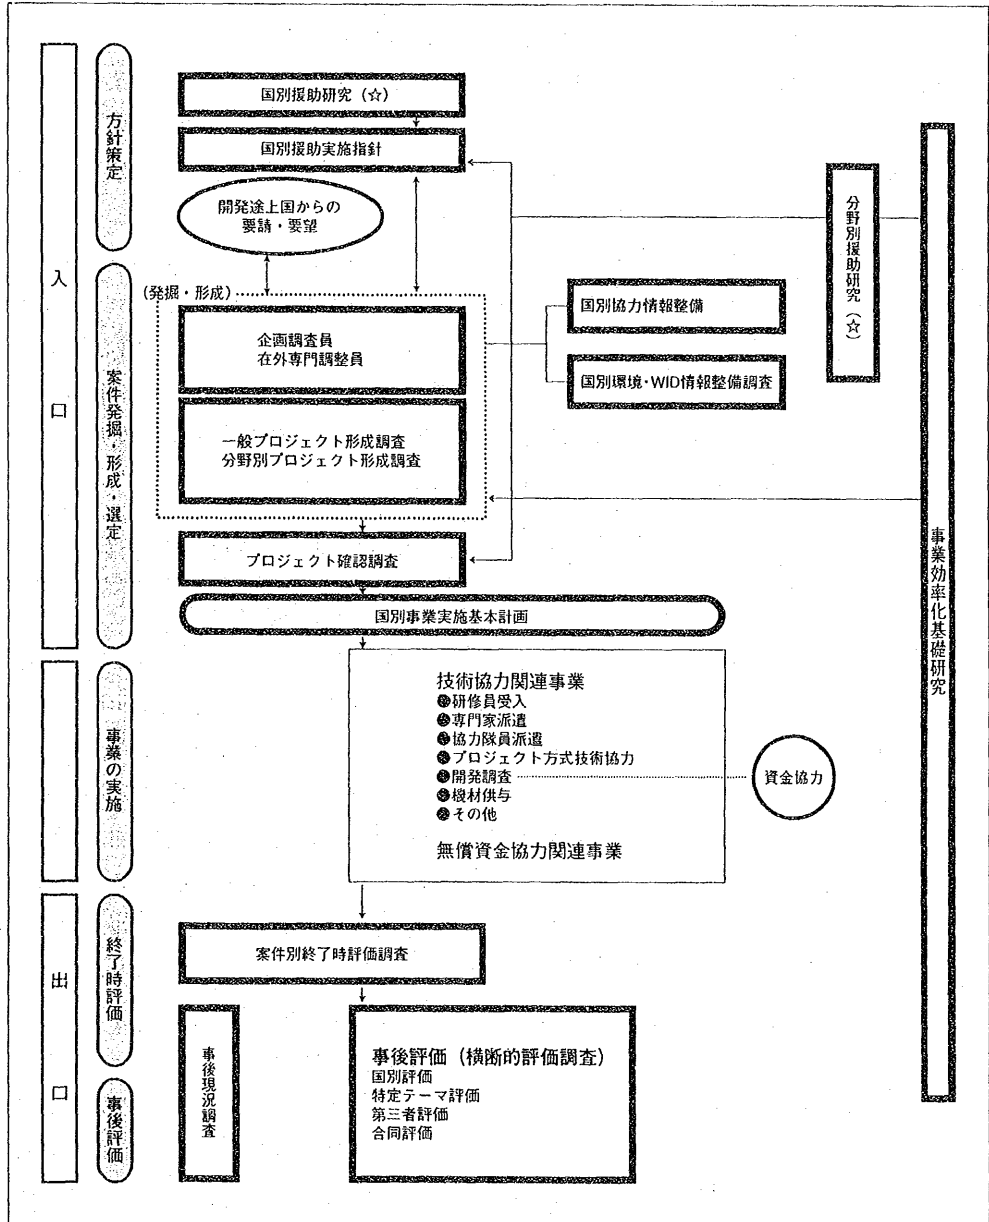 入口
方針策定
国別援助研究（☆）
国別援助実施指針
開発途上国からの
要請・要望
案件発掘・形成・選定
（発掘・形成）
企画調査員
在外専門調整員
一般プロジェクト形成調査
分野別プロジェクト形成調査
国別協力情報整備
国別環境・WID情報整備調査
分野別援助研究（☆）
事業効率化基礎研究
プロジェクト確認調査
国別事業実施基本計画
事業の実施
技術協力関連事業
●研修員受入
●専門家派遣
●協力隊員派遣
●プロジェクト方式技術協力
●開発調査
●機材供与
●その他
無償資金協力関連事業
資金協力
出口
終了時評価
案件別終了時評価調査
事後評価
事後現況調査
事後評価（横断的評価調査）
国別評価
特定テーマ評価
第三者評価
合同評価